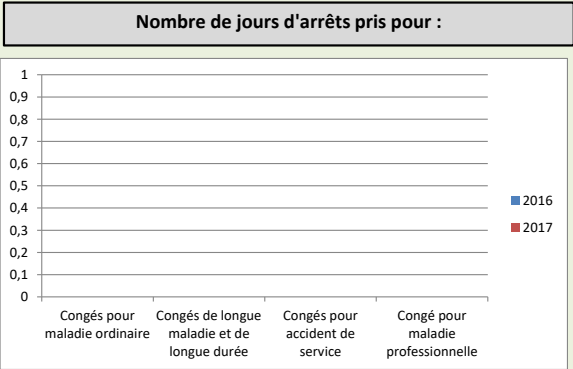 Nombre de jours d'arrêts pris pour :
1
0,9
0,8
0,7
0,6
0,5
0,4
0,3
0,2
0,1
0
2016
2017
Congés pour maladie ordinaire
Congés de longue maladie et de longue durée
Congés pour accident de service
Congé pour maladie professionnelle